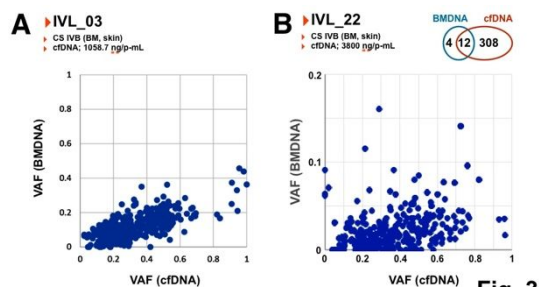 A
IVL_03
CS IVB (BM, skin)
cfDNA; 1058.7 ng/p-mL
1
0.8
0.6
0.4
0.2
0
0
0.2
0.4
0.6
0.8
1
VAF (BMDNA)
VAF (cfDNA)
B
IVL_22
CS IVB (BM, skin)
cfDNA; 3800 ng/p-mL
BMDNA cfDNA
4 12 308
0.2
0.1
0
0
0.2
0.4
0.6
0.8
1
VAF (BMDNA)
VAF (cfDNA)